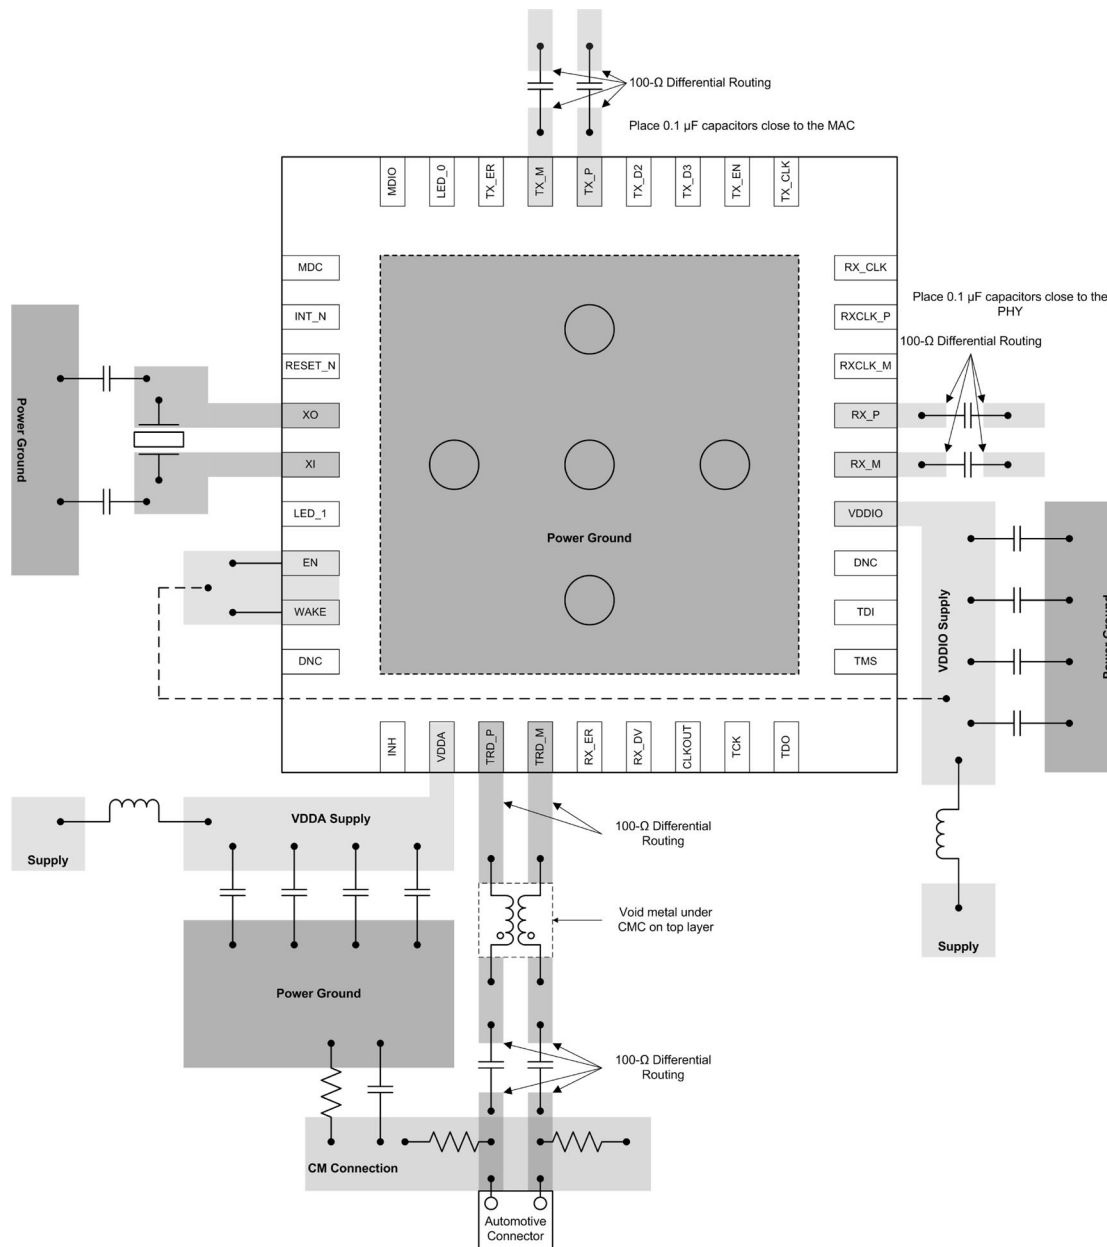 100-Ω Differential Routing
Place 0.1 µF capacitors close to the MAC
MDIO
LED_0
TX_ER
TX_M
TX_P
TX_D2
TX_D3
TX_EN
TX_CLK
MDC
INT_N
RESET_N
XO
XI
LED_1
EN
WAKE
DNC
Power Ground
Power Ground
RX_CLK
RXCLK_P
RXCLK_M
RX_P
RX_M
VDDIO
DNC
TDI
TMS
Place 0.1 µF capacitors close to the
PHY
100-Ω Differential Routing
VDDIO Supply
Power Ground
INH
VDDA
TRD_P
TRD_M
RX_ER
RX_DV
CLKOUT
TCK
TDO
Supply
VDDA Supply
100-Ω Differential
Routing
Void metal under
CMC on top layer
Supply
Power Ground
100-Ω Differential
Routing
CM Connection
Automotive
Connector